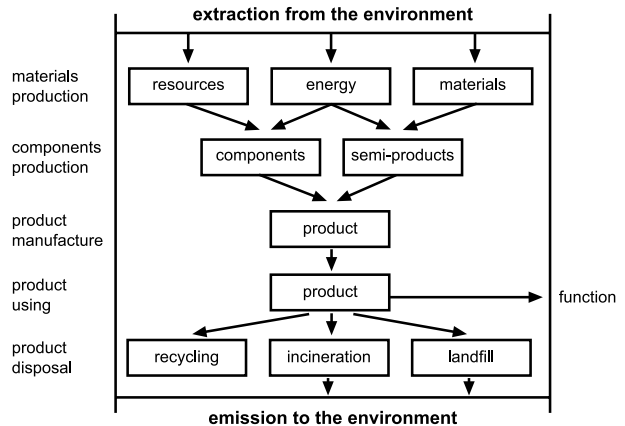 extraction from the environment
materials
production
resources
energy
materials
components
production
components
semi-products
product
manufacture
product
product
using
product
function
product
disposal
recycling
incineration
landfill
emission to the environment